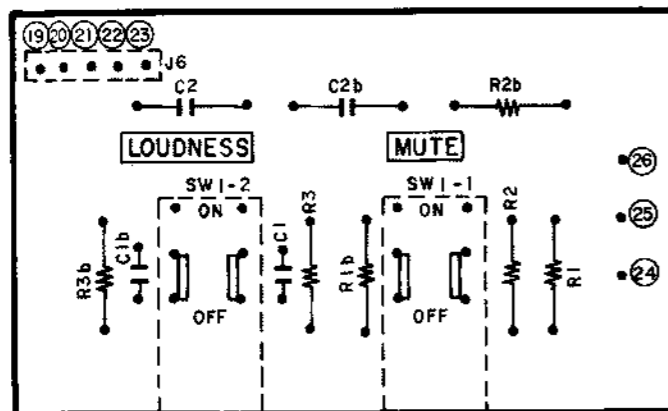 19 20 21 22 23
J6
C2 C2b R2b
LOUDNESS MUTE
26
SW1-2 SW1-1
ON ON
R3 R2
25
C1b C1
R3b R1b R1
24
OFF OFF